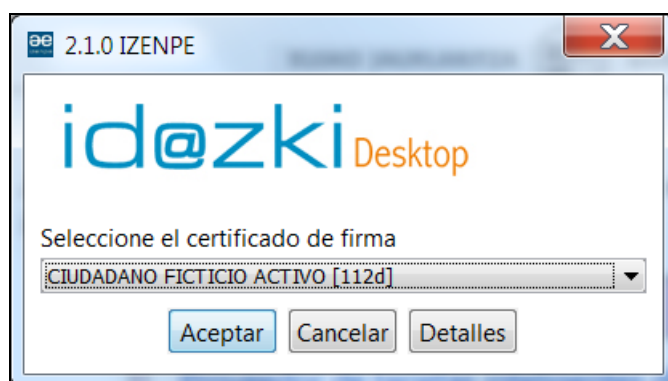 2.1.0 IZENPE
id@zki Desktop
Seleccione el certificado de firma
CIUDADANO FICTICIO ACTIVO [112d]
Aceptar Cancelar Detalles